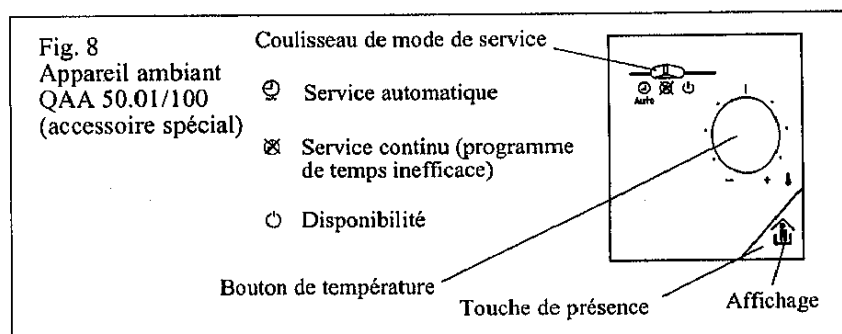 Fig. 8
Appareil ambiant
QAA 50.01/100
(accessoire spécial)
Coulisseau de mode de service
Service automatique
Service continu (programme
de temps inefficace)
Disponibilité
Auto
Bouton de température
Touche de présence
Affichage